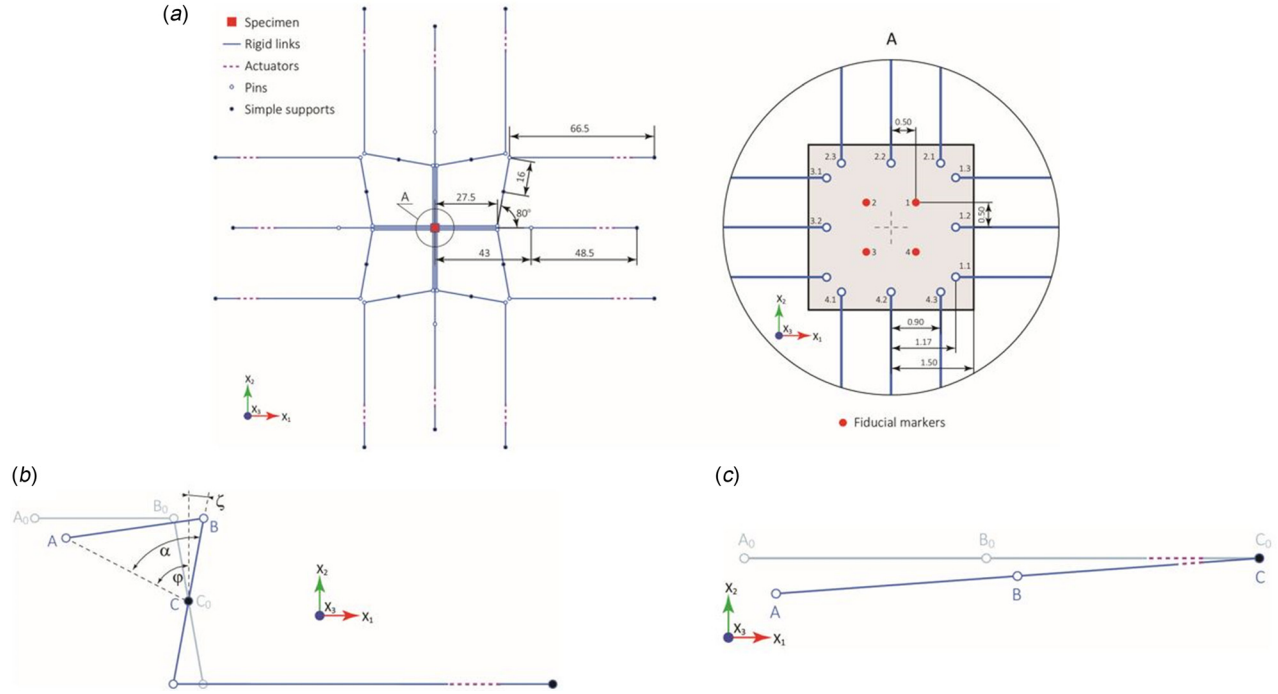 (a)
Specimen
Rigid links
Actuators
Pins
Simple supports
66.5
16
A
27.5
80°
43
48.5
X₂
X₃
X₁
A
0.50
2.3
2.2
2.1
3.1
1.3
2
1
0.50
3.2
1.2
3
4
1.1
4.1
4.2
4.3
X₂
X₃
X₁
0.90
1.17
1.50
Fiducial markers
(b)
ζ
A₀
B₀
B
A
α
φ
C
C₀
X₂
X₃
X₁
(c)
A₀
B₀
C₀
C
B
A
X₂
X₃
X₁